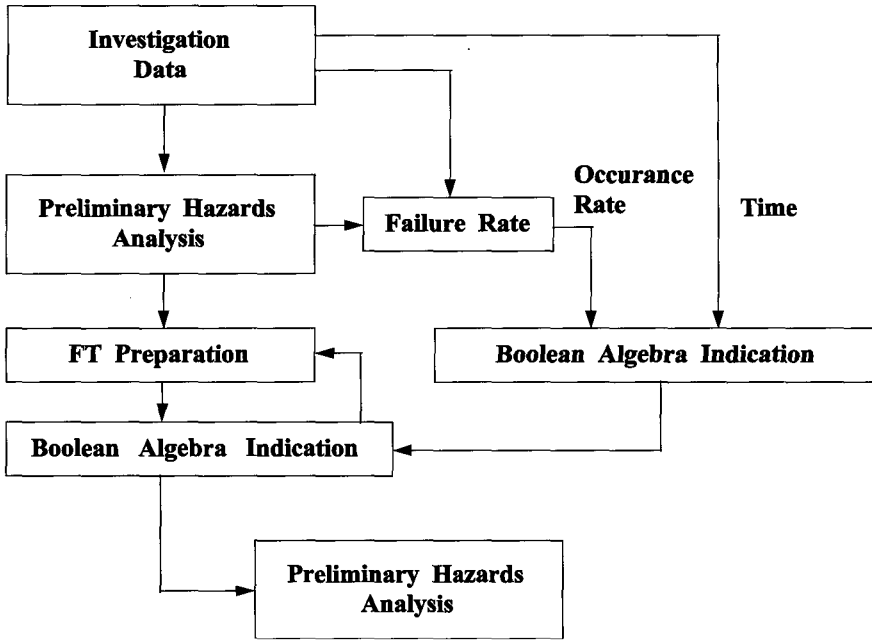 Investigation
Data
Preliminary Hazards
Analysis
Failure Rate
Occurance
Rate
Time
FT Preparation
Boolean Algebra Indication
Boolean Algebra Indication
Preliminary Hazards
Analysis